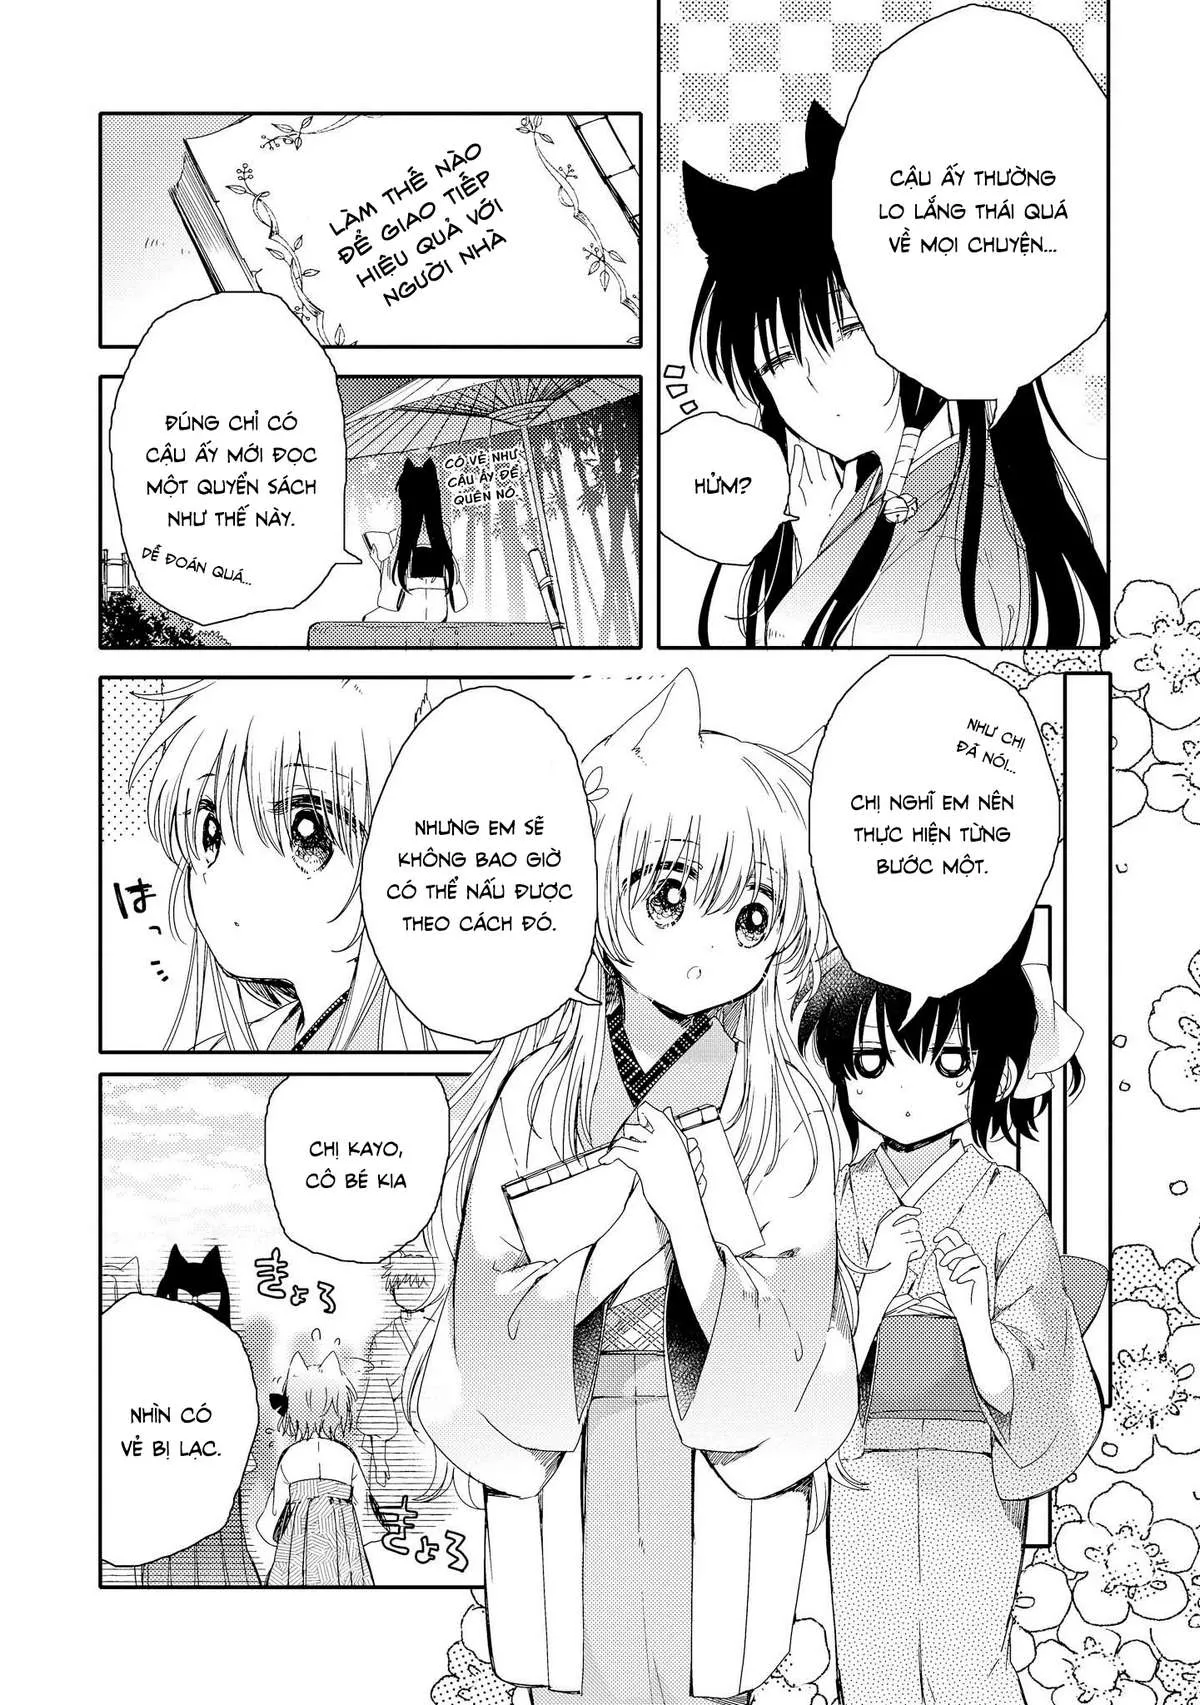 CẬU ẤY THƯỜNG
LO LẮNG THÁI QUÁ
VỀ MỌI CHUYỆN...
HỬM?
LÀM THẾ NÀO
ĐỂ GIAO TIẾP
HIỆU QUẢ VỚI
NGƯỜI NHÀ
CÓ VẺ NHƯ
CẬU ẤY ĐỂ
QUÊN NÓ.
ĐÚNG CHỈ CÓ
CẬU ẤY MỚI ĐỌC
MỘT QUYỂN SÁCH
NHƯ THẾ NÀY.
DỄ ĐOÁN QUÁ...
NHƯ CHỊ
ĐÃ NÓI...
CHỊ NGHĨ EM NÊN
THỰC HIỆN TỪNG
BƯỚC MỘT.
NHƯNG EM SẼ
KHÔNG BAO GIỜ
CÓ THỂ NẤU ĐƯỢC
THEO CÁCH ĐÓ.
はっ…
CHỊ KAYO,
CÔ BÉ KIA
きょろ
NHÌN CÓ
VẺ BỊ LẠC.
きょろ